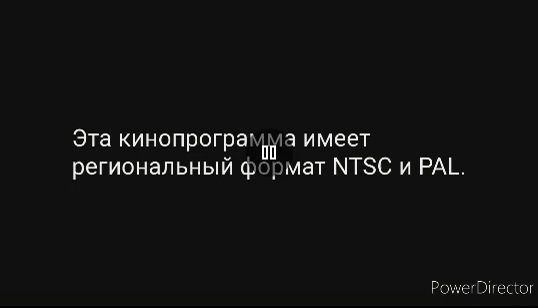 Эта кинопрограмма имеет
региональный формат NTSC и PAL.
PowerDirector